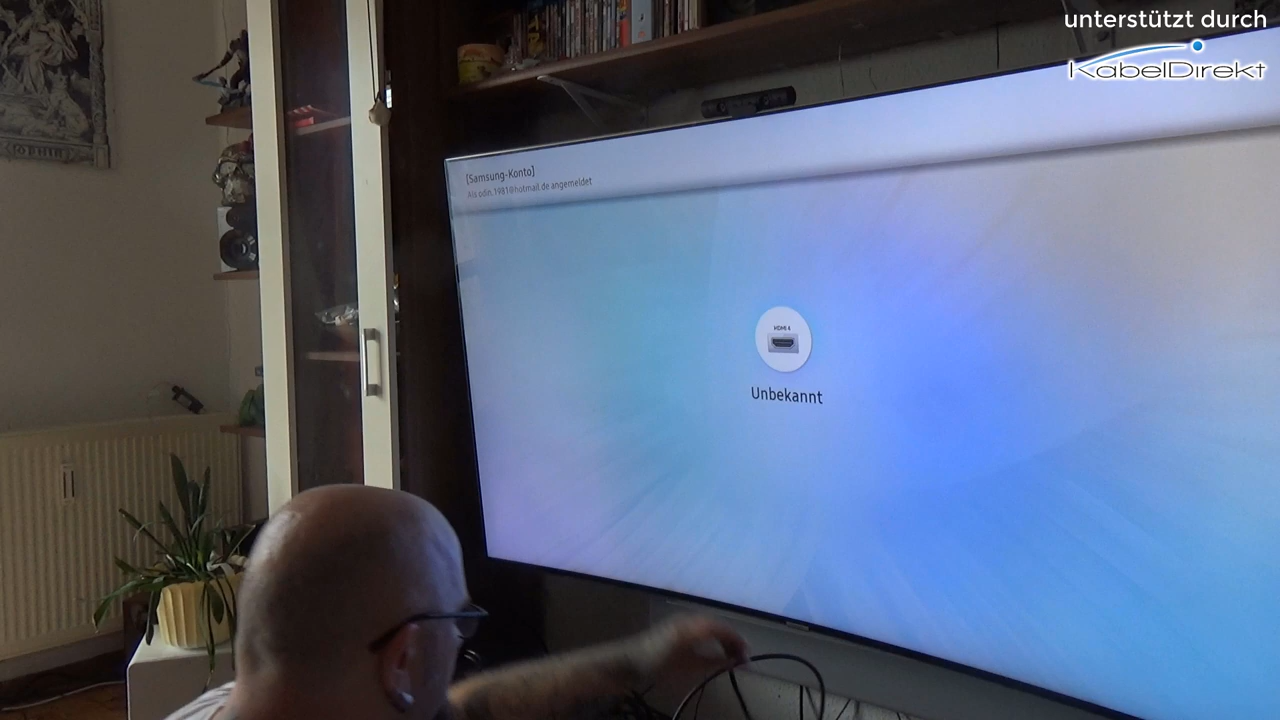 unterstützt durch
KabelDirekt
[Samsung-Konto]
Als odin.1981@hotmail.de angemeldet
HDMI 4
Unbekannt